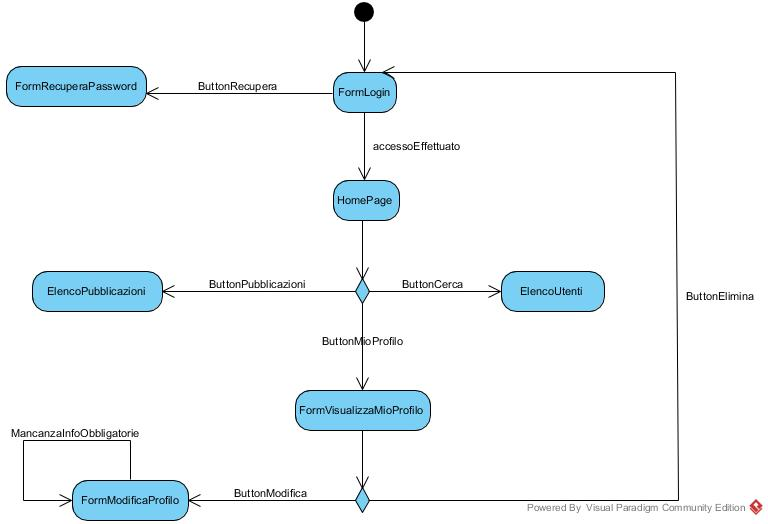 FormRecuperaPassword
ButtonRecupera
FormLogin
accessoEffettuato
HomePage
ElencoPubblicazioni
ButtonPubblicazioni
ButtonCerca
ElencoUtenti
ButtonElimina
ButtonMioProfilo
FormVisualizzaMioProfilo
MancanzaInfoObbligatorie
FormModificaProfilo
ButtonModifica
Powered By Visual Paradigm Community Edition